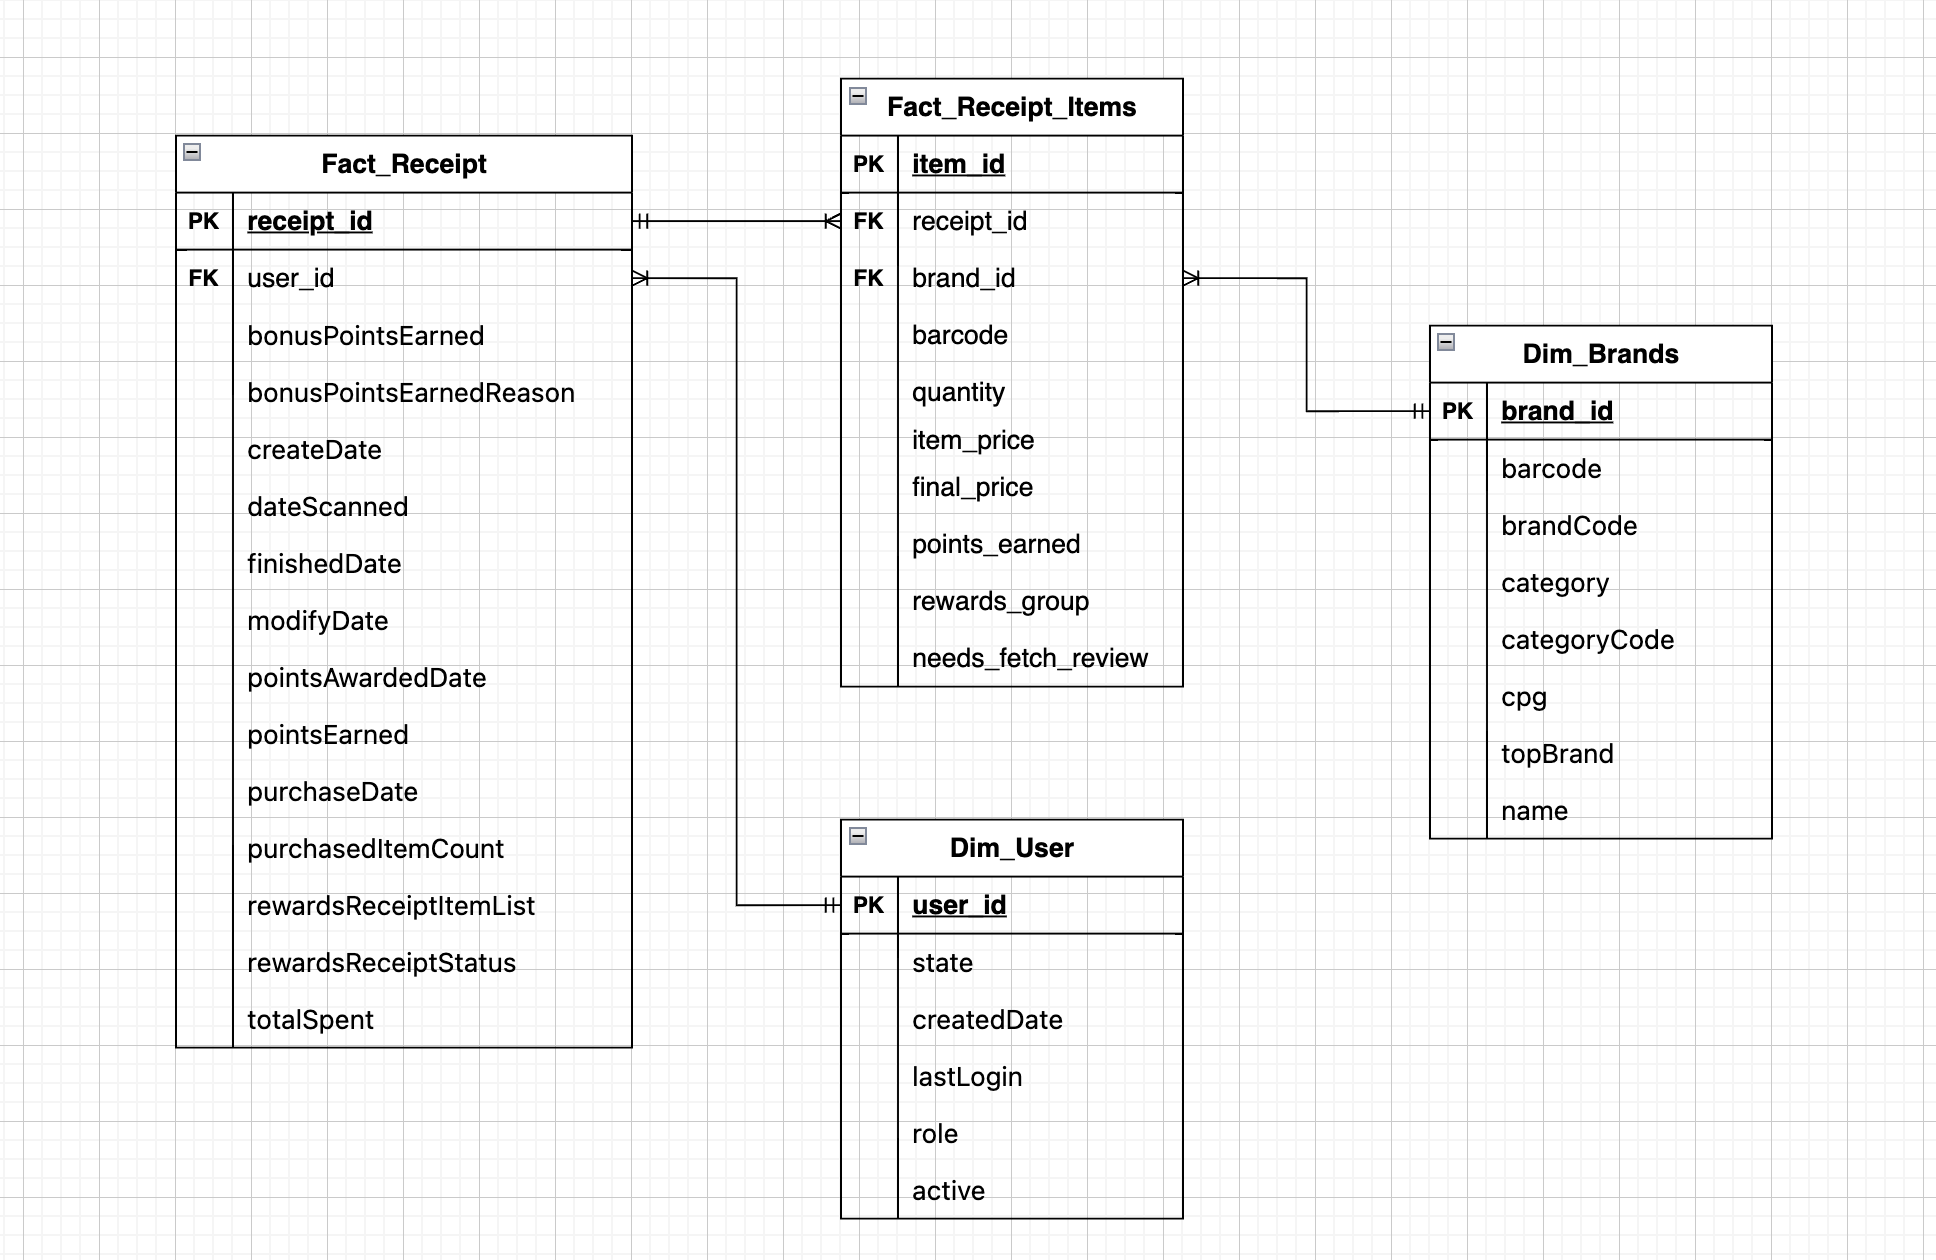 Fact_Receipt
PK receipt_id
FK user_id
bonusPointsEarned
bonusPointsEarnedReason
createDate
dateScanned
finishedDate
modifyDate
pointsAwardedDate
pointsEarned
purchaseDate
purchasedItemCount
rewardsReceiptItemList
rewardsReceiptStatus
totalSpent
Fact_Receipt_Items
PK item_id
FK receipt_id
FK brand_id
barcode
quantity
item_price
final_price
points_earned
rewards_group
needs_fetch_review
Dim_User
PK user_id
state
createdDate
lastLogin
role
active
Dim_Brands
PK brand_id
barcode
brandCode
category
categoryCode
cpg
topBrand
name